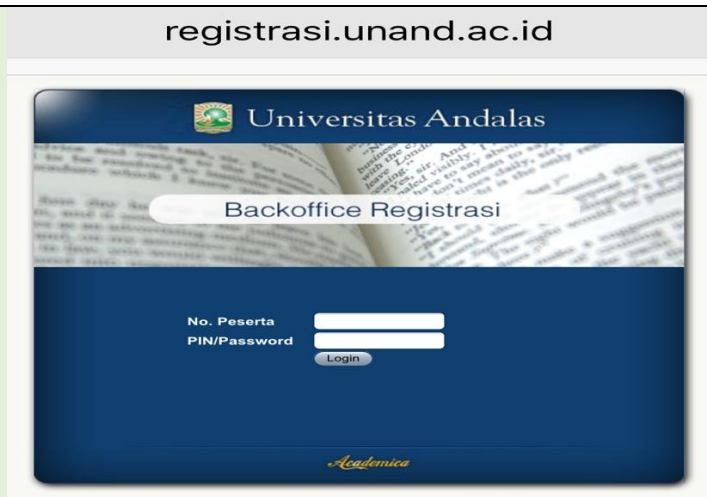 registrasi.unand.ac.id
Universitas Andalas
Backoffice Registrasi
No. Peserta
PIN/Password
Login
Academica